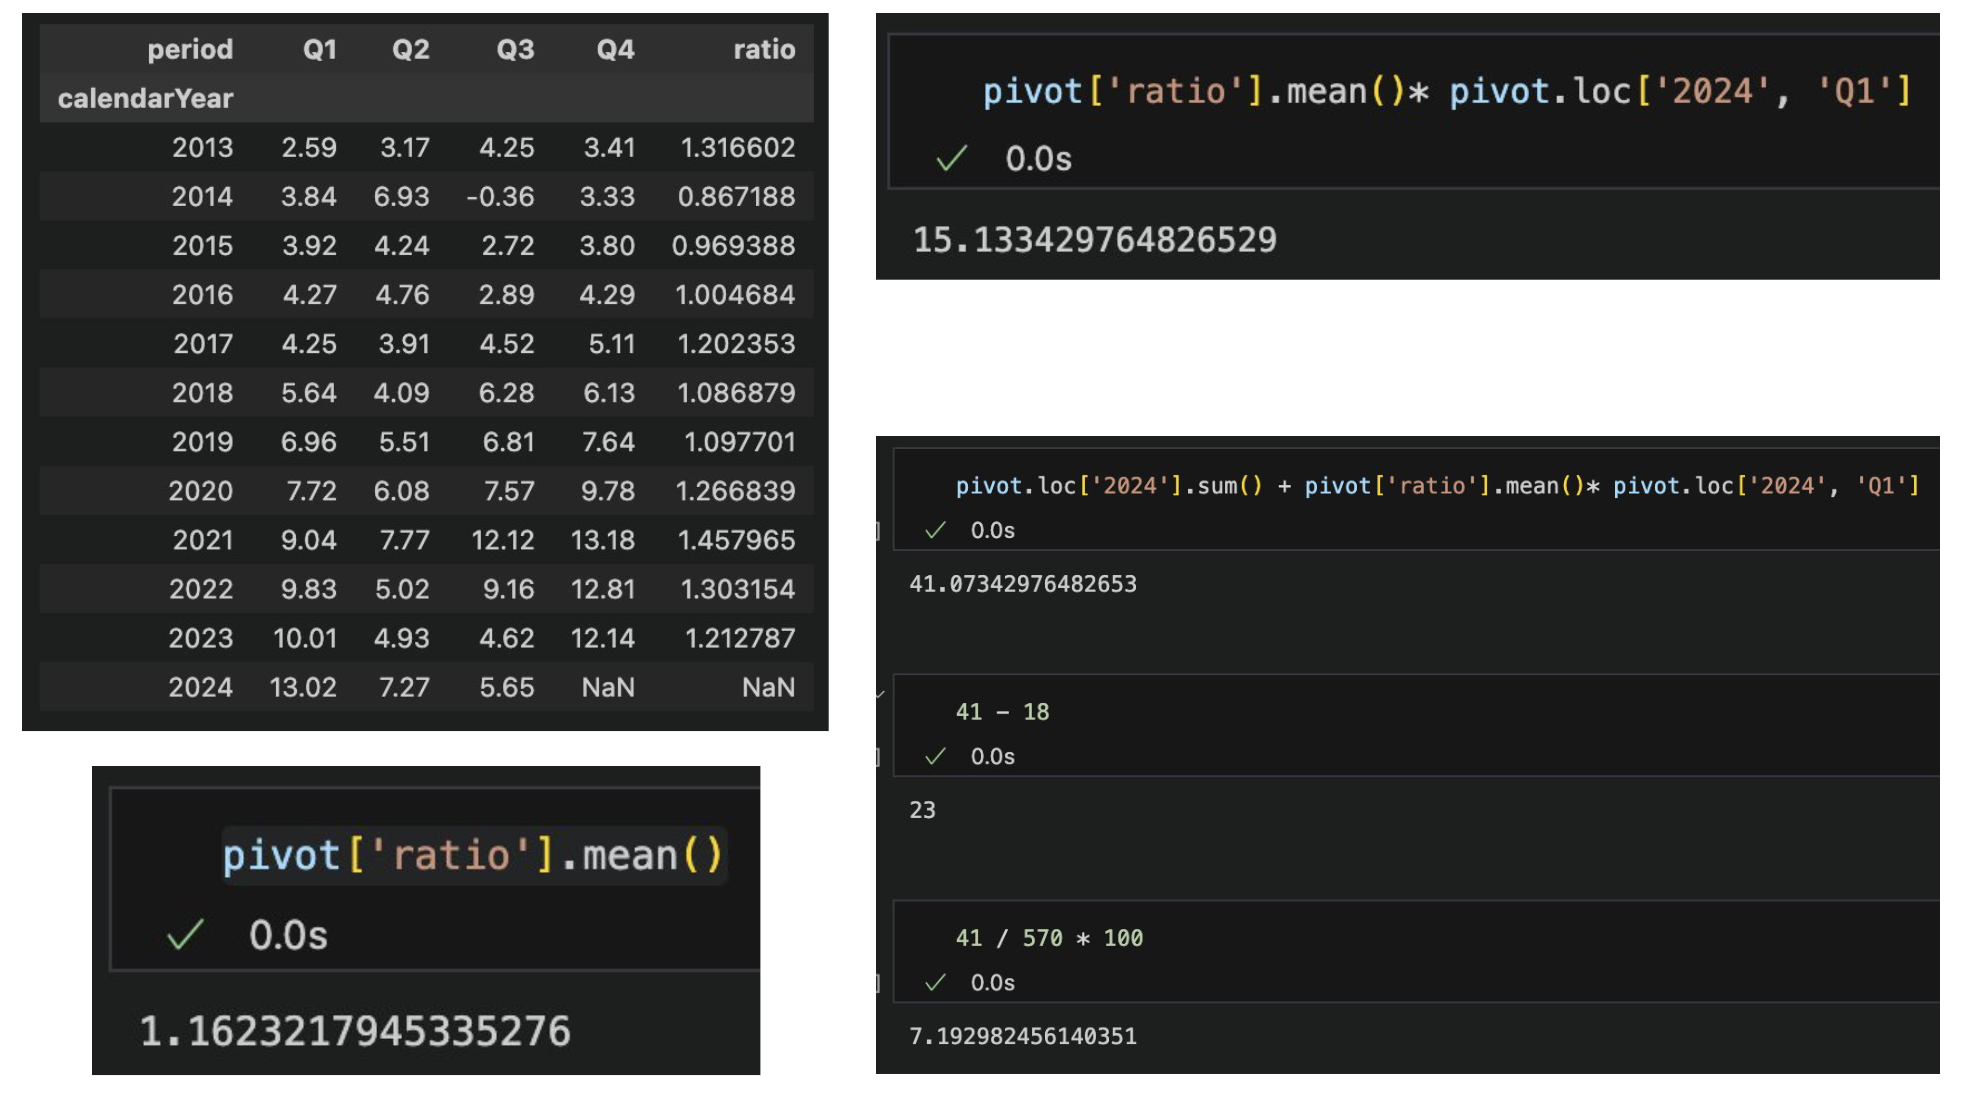 period Q1 Q2 Q3 Q4 ratio
calendarYear
2013 2.59 3.17 4.25 3.41 1.316602
2014 3.84 6.93 -0.36 3.33 0.867188
2015 3.92 4.24 2.72 3.80 0.969388
2016 4.27 4.76 2.89 4.29 1.004684
2017 4.25 3.91 4.52 5.11 1.202353
2018 5.64 4.09 6.28 6.13 1.086879
2019 6.96 5.51 6.81 7.64 1.097701
2020 7.72 6.08 7.57 9.78 1.266839
2021 9.04 7.77 12.12 13.18 1.457965
2022 9.83 5.02 9.16 12.81 1.303154
2023 10.01 4.93 4.62 12.14 1.212787
2024 13.02 7.27 5.65 NaN NaN
pivot['ratio'].mean()
✓ 0.0s
1.1623217945335276
pivot['ratio'].mean()* pivot.loc['2024', 'Q1']
✓ 0.0s
15.133429764826529
pivot.loc['2024'].sum() + pivot['ratio'].mean()* pivot.loc['2024', 'Q1']
✓ 0.0s
41.07342976482653
41 - 18
✓ 0.0s
23
41 / 570 * 100
✓ 0.0s
7.192982456140351